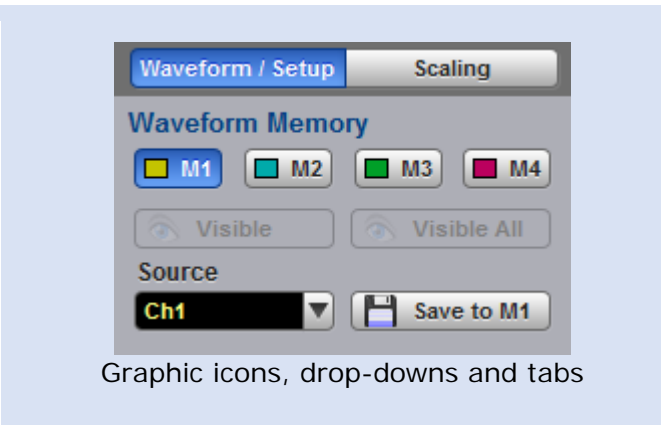 Waveform / Setup Scaling
Waveform Memory
M1 M2 M3 M4
Visible Visible All
Source
Ch1 Save to M1
Graphic icons, drop-downs and tabs